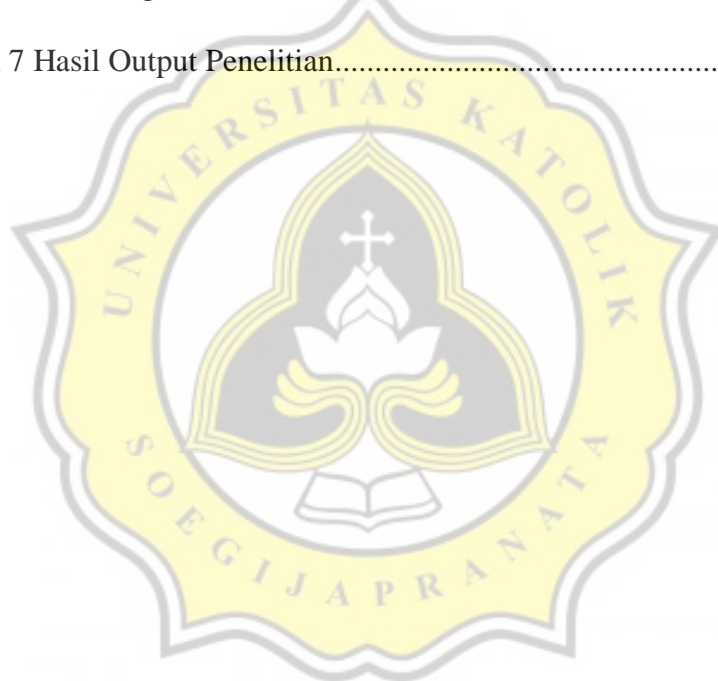 7 Hasil Output Penelitian.............................................
UNIVERSITAS KATOLIK
SOEGIJAPRANATA